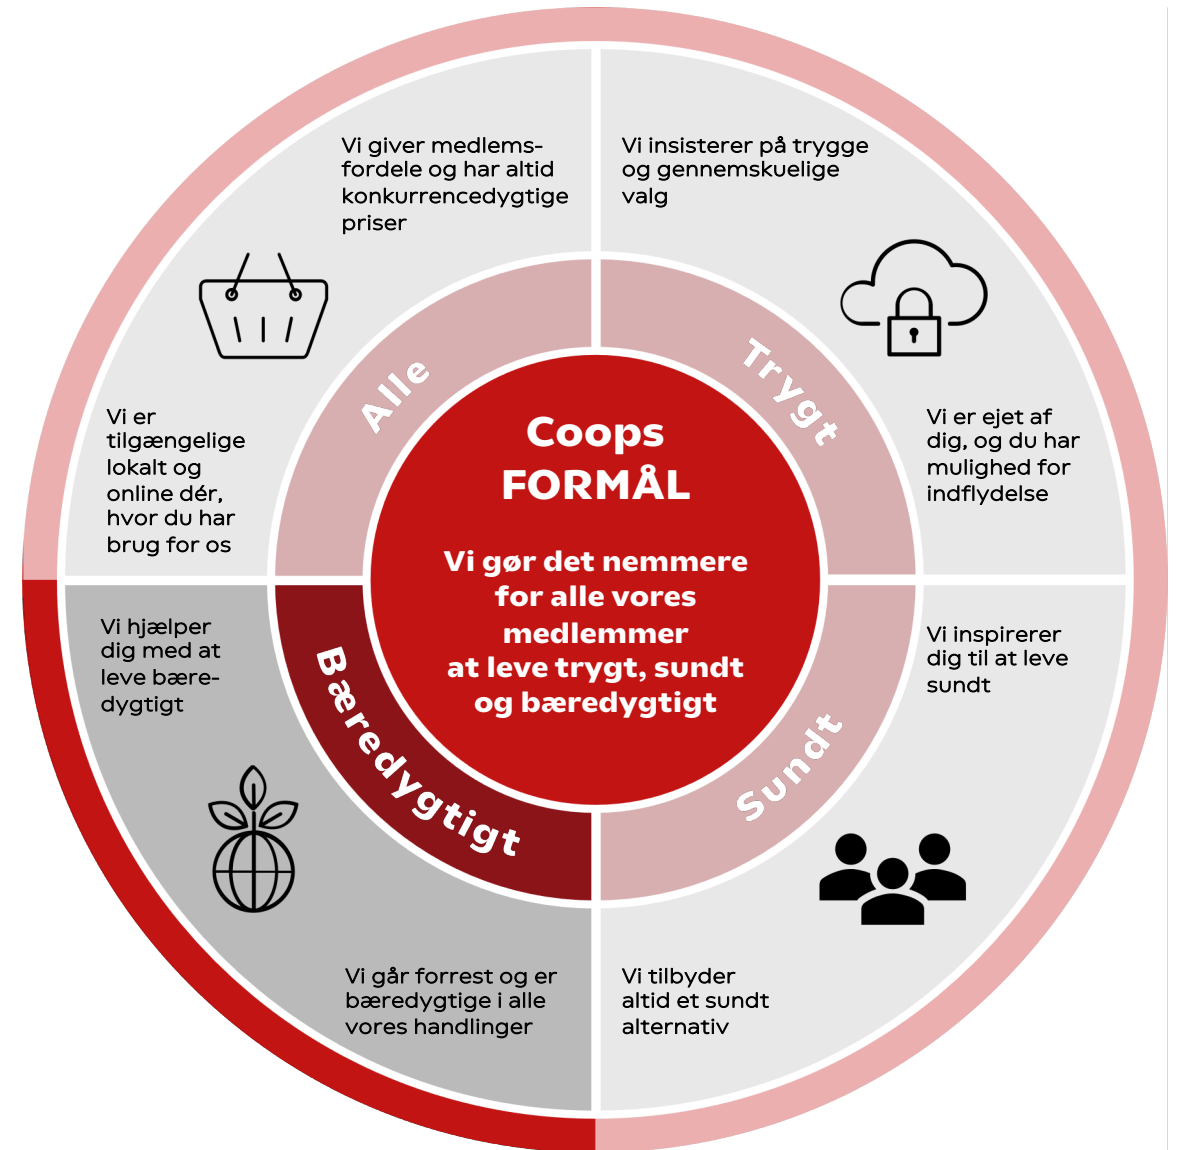 Vi giver medlems-
fordele og har altid
konkurrencedygtige
priser
Vi insisterer på trygge
og gennemskuelige
valg
Alle
Trygt
Vi er
tilgængelige
lokalt og
online dér,
hvor du har
brug for os
Coops
FORMÅL
Vi gør det nemmere
for alle vores
medlemmer
at leve trygt, sundt
og bæredygtigt
Vi er ejet af
dig, og du har
mulighed for
indflydelse
Vi hjælper
dig med at
leve bære-
dygtigt
Bæredygtigt
Sundt
Vi inspirerer
dig til at leve
sundt
Vi går forrest og er
bæredygtige i alle
vores handlinger
Vi tilbyder
altid et sundt
alternativ